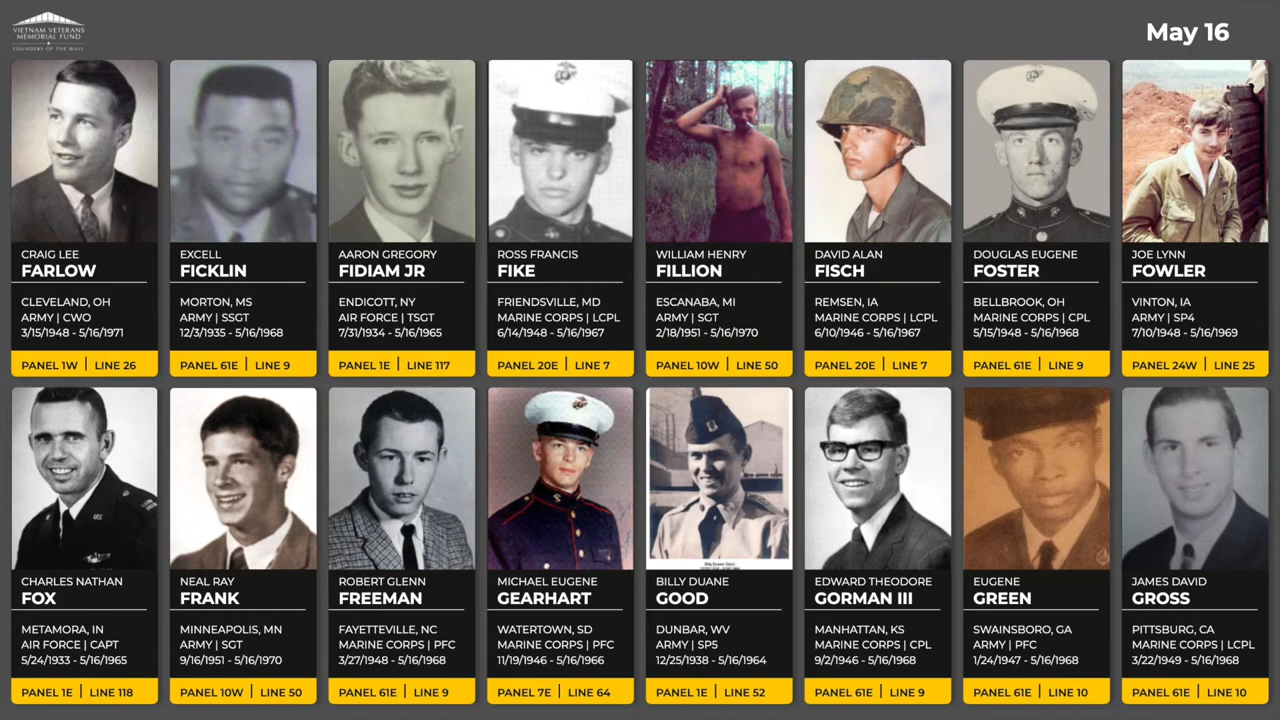 VIETNAM VETERANS
MEMORIAL FUND
FOUNDERS OF THE WALL
May 16
CRAIG LEE
FARLOW
CLEVELAND, OH
ARMY | CWO
3/15/1948 - 5/16/1971
PANEL 1W | LINE 26
EXCELL
FICKLIN
MORTON, MS
ARMY | SSGT
12/3/1935 - 5/16/1968
PANEL 61E | LINE 9
AARON GREGORY
FIDIAM JR
ENDICOTT, NY
AIR FORCE | TSGT
7/31/1934 - 5/16/1965
PANEL 1E | LINE 117
ROSS FRANCIS
FIKE
FRIENDSVILLE, MD
MARINE CORPS | LCPL
6/14/1948 - 5/16/1967
PANEL 20E | LINE 7
WILLIAM HENRY
FILLION
ESCANABA, MI
ARMY | SGT
2/18/1951 - 5/16/1970
PANEL 10W | LINE 50
DAVID ALAN
FISCH
REMSEN, IA
MARINE CORPS | LCPL
6/10/1946 - 5/16/1967
PANEL 20E | LINE 7
DOUGLAS EUGENE
FOSTER
BELLBROOK, OH
MARINE CORPS | CPL
5/15/1948 - 5/16/1968
PANEL 61E | LINE 9
JOE LYNN
FOWLER
VINTON, IA
ARMY | SP4
7/10/1948 - 5/16/1969
PANEL 24W | LINE 25
CHARLES NATHAN
FOX
METAMORA, IN
AIR FORCE | CAPT
5/24/1933 - 5/16/1965
PANEL 1E | LINE 118
NEAL RAY
FRANK
MINNEAPOLIS, MN
ARMY | SGT
9/16/1951 - 5/16/1970
PANEL 10W | LINE 50
ROBERT GLENN
FREEMAN
FAYETTEVILLE, NC
MARINE CORPS | PFC
3/27/1948 - 5/16/1968
PANEL 61E | LINE 9
MICHAEL EUGENE
GEARHART
WATERTOWN, SD
MARINE CORPS | PFC
11/19/1946 - 5/16/1966
PANEL 7E | LINE 64
BILLY DUANE
GOOD
DUNBAR, WV
ARMY | SP5
12/25/1938 - 5/16/1964
PANEL 1E | LINE 52
EDWARD THEODORE
GORMAN III
MANHATTAN, KS
MARINE CORPS | CPL
9/2/1946 - 5/16/1968
PANEL 61E | LINE 9
EUGENE
GREEN
SWAINSBORO, GA
ARMY | PFC
1/24/1947 - 5/16/1968
PANEL 61E | LINE 10
JAMES DAVID
GROSS
PITTSBURG, CA
MARINE CORPS | LCPL
3/22/1949 - 5/16/1968
PANEL 61E | LINE 10